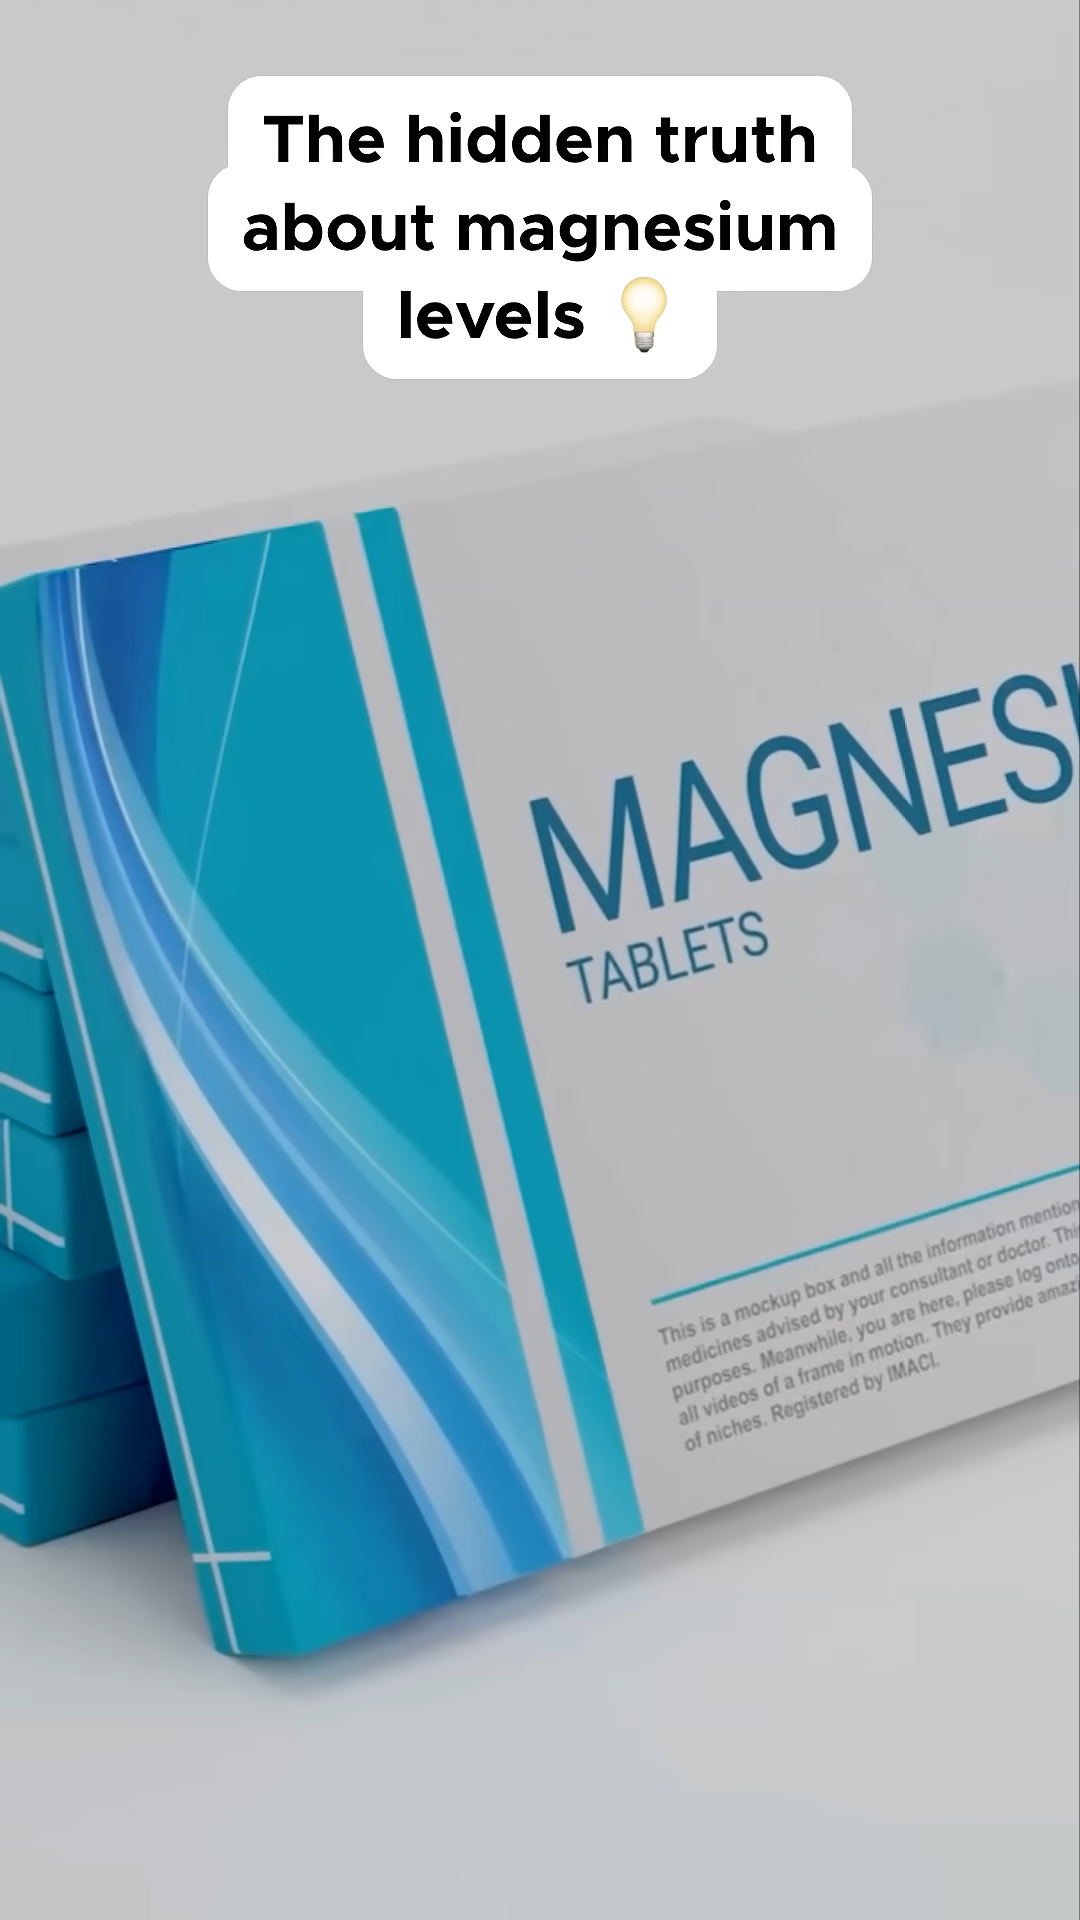 The hidden truth
about magnesium
levels 💡
MAGNESI
TABLETS
This is a mockup box and all the information mention
medicines advised by your consultant or doctor. Thi
purposes. Meanwhile, you are here, please log onto
all videos of a frame in motion. They provide amazi
of niches. Registered by IMACI.